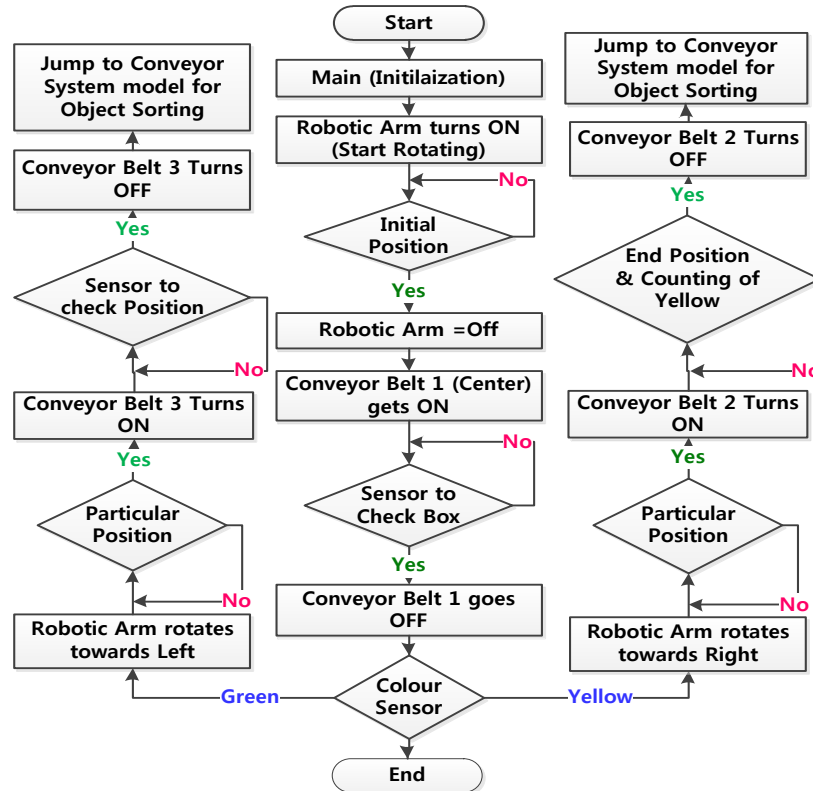 Start
Main (Initilaization)
Robotic Arm turns ON
(Start Rotating)
No
Initial
Position
Yes
Robotic Arm =Off
Conveyor Belt 1 (Center)
gets ON
No
Sensor to
Check Box
Yes
Conveyor Belt 1 goes
OFF
Colour
Sensor
End
Green
Robotic Arm rotates
towards Left
No
Particular
Position
Yes
Conveyor Belt 3 Turns
ON
No
Sensor to
check Position
Yes
Conveyor Belt 3 Turns
OFF
Jump to Conveyor
System model for
Object Sorting
Yellow
Robotic Arm rotates
towards Right
No
Particular
Position
Yes
Conveyor Belt 2 Turns
ON
No
End Position
& Counting of
Yellow
Yes
Conveyor Belt 2 Turns
OFF
Jump to Conveyor
System model for
Object Sorting